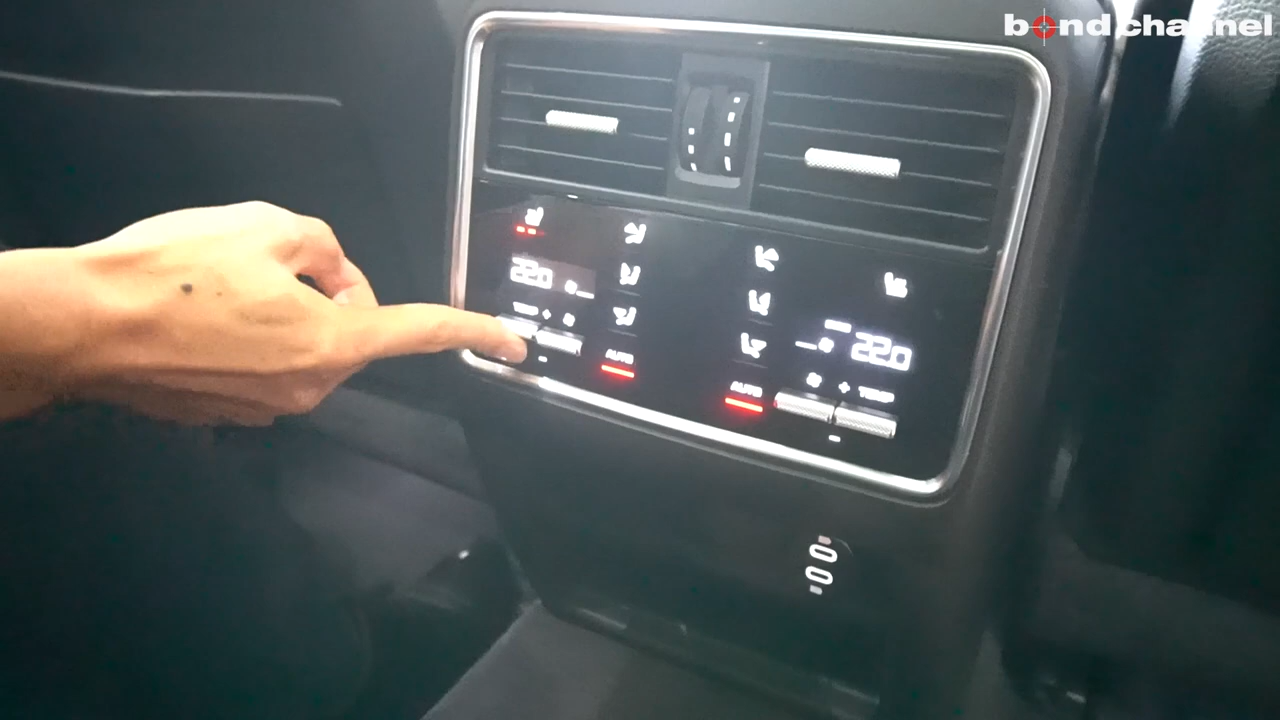 bond channel
22.0
TEMP +
-
AUTO
AUTO
22.0
+ TEMP
-